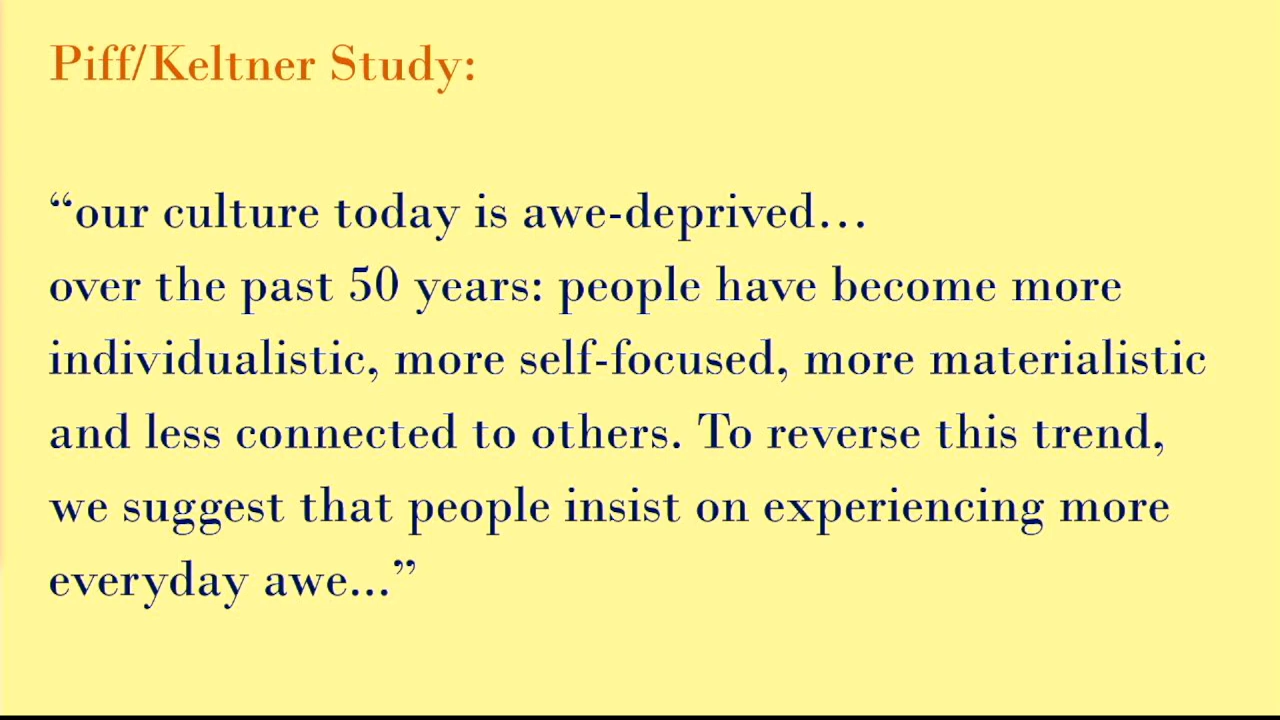 Piff/Keltner Study:
“our culture today is awe-deprived…
over the past 50 years: people have become more
individualistic, more self-focused, more materialistic
and less connected to others. To reverse this trend,
we suggest that people insist on experiencing more
everyday awe...”